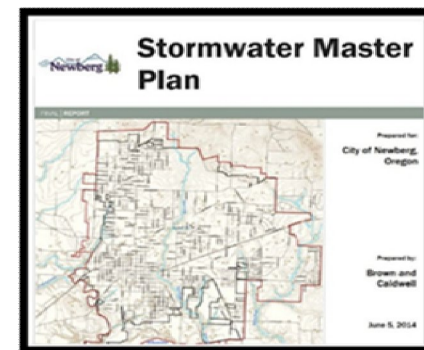 Newberg
Stormwater Master
Plan
FINAL | REPORT
Prepared for:
City of Newberg,
Oregon
Prepared by:
Brown and
Caldwell
June 5, 2014